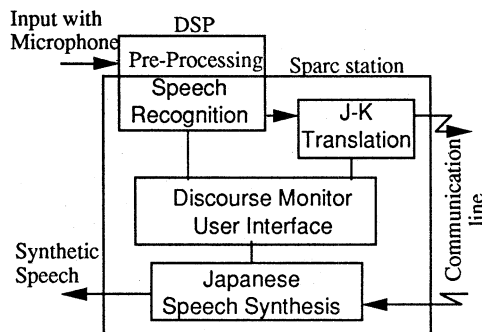 Input with
Microphone
DSP
Pre-Processing
Sparc station
Speech
Recognition
J-K
Translation
Communication
line
Discourse Monitor
User Interface
Synthetic
Speech
Japanese
Speech Synthesis